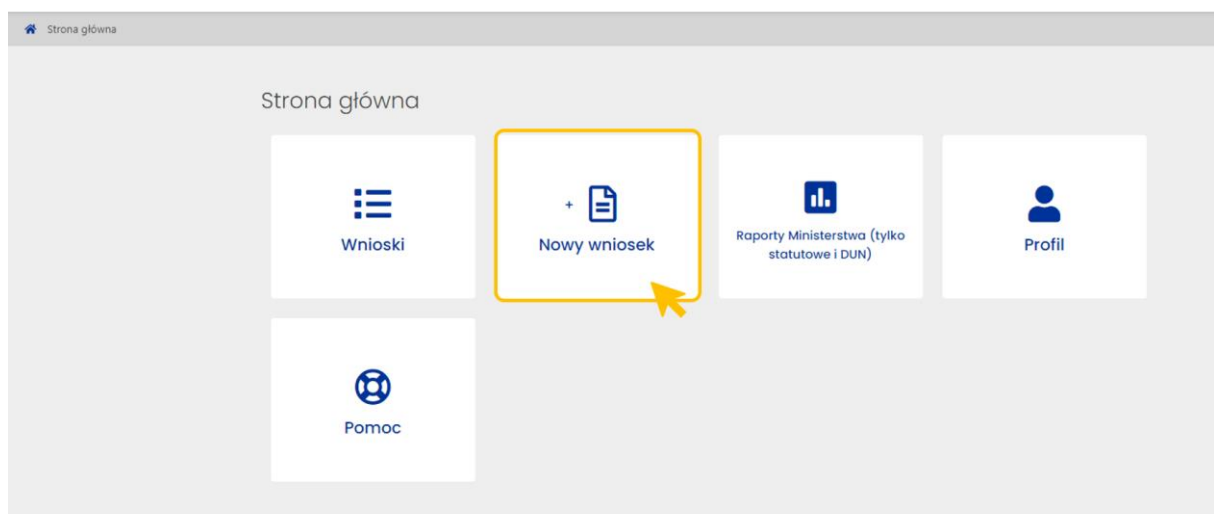 Strona główna
Strona główna
Wnioski
+ Nowy wniosek
Raporty Ministerstwa (tylko
statutowe i DUN)
Profil
Pomoc